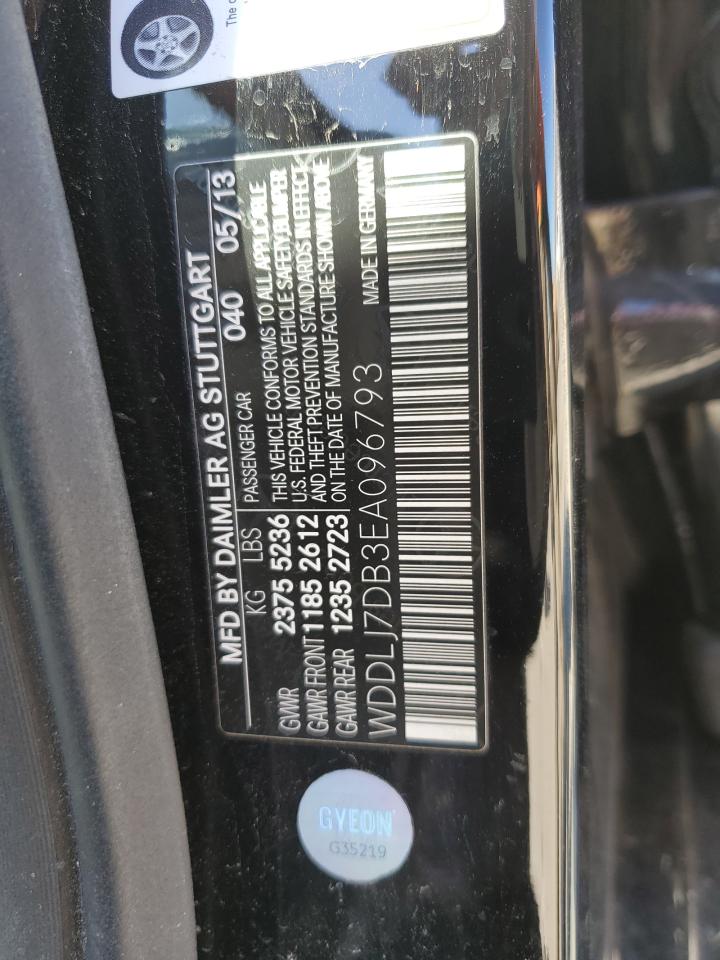 The
MFD BY DAIMLER AG STUTTGART
040 05/13
KG LBS PASSENGER CAR
GVWR 2375 5236 THIS VEHICLE CONFORMS TO ALL APPLICABLE
GAWR FRONT 1185 2612 U.S. FEDERAL MOTOR VEHICLE SAFETY BUMPER
GAWR REAR 1235 2723 AND THEFT PREVENTION STANDARDS IN EFFECT
ON THE DATE OF MANUFACTURE SHOWN ABOVE
WDDLJ7DB3EA096793 MADE IN GERMANY
GYEON
G35219